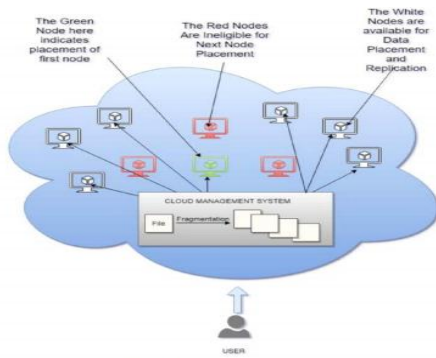 The Green
Node here
indicates
placement of
first node
The Red Nodes
Are Ineligible for
Next Node
Placement
The White
Nodes are
available for
Data
Placement
and
Replication
CLOUD MANAGEMENT SYSTEM
File
Fragmentation
USER